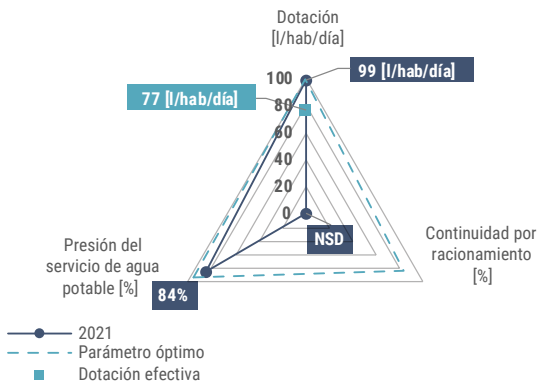 Dotación
[l/hab/día]
99 [l/hab/día]
77 [l/hab/día]
100
80
60
40
20
0
NSD
Continuidad por
racionamiento
[%]
Presión del
servicio de agua
potable [%]
84%
2021
Parámetro óptimo
Dotación efectiva